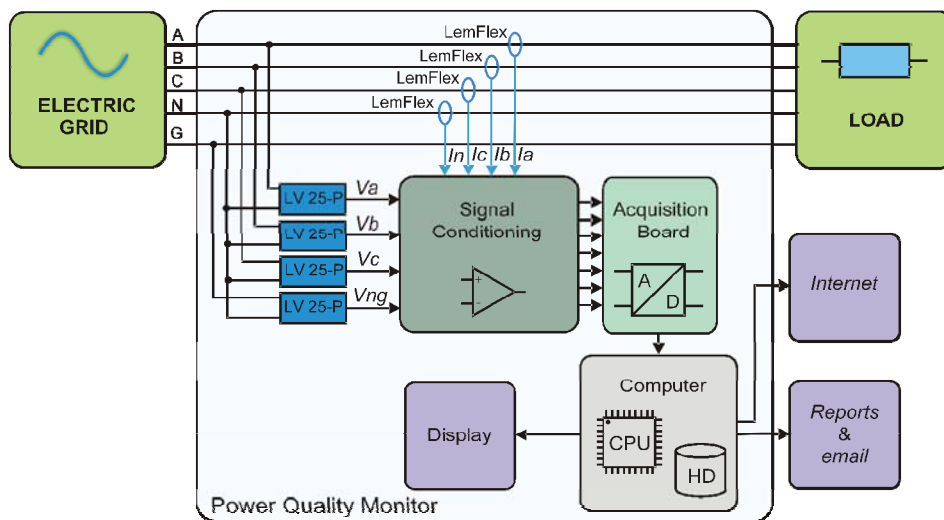 A
B
C
N
G
ELECTRIC
GRID
LemFlex
LemFlex
LemFlex
LemFlex
LOAD
In
Ic
Ib
Ia
LV 25-P
Va
LV 25-P
Vb
LV 25-P
Vc
LV 25-P
Vng
Signal
Conditioning
+
-
Acquisition
Board
A
D
Internet
Computer
CPU
HD
Display
Reports
&
email
Power Quality Monitor